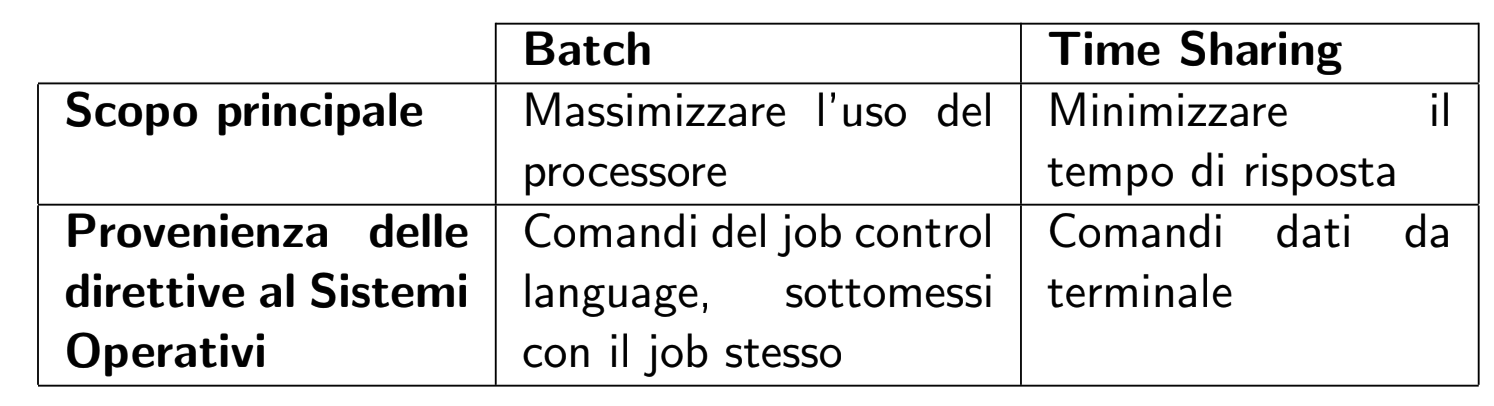 Batch
Time Sharing
Scopo principale
Massimizzare l'uso del
processore
Minimizzare il
tempo di risposta
Provenienza delle
direttive al Sistemi
Operativi
Comandi del job control
language, sottomessi
con il job stesso
Comandi dati da
terminale